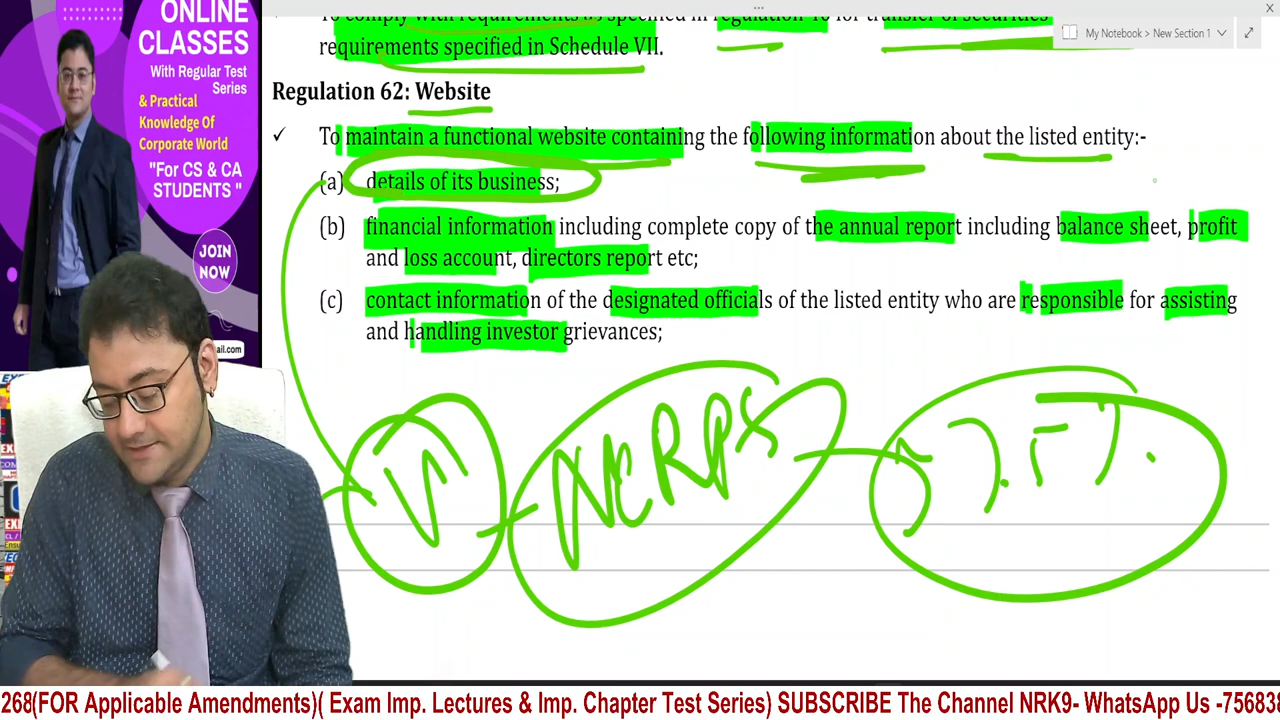 ONLINE
CLASSES
With Regular Test
Series
& Practical
Knowledge Of
Corporate World
"For CS & CA
STUDENTS "
JOIN
NOW
ail.com
My Notebook > New Section 1
To comply with requirements as specified in regulation 40 for transfer of securities
requirements specified in Schedule VII.
Regulation 62: Website
✓ To maintain a functional website containing the following information about the listed entity:-
(a) details of its business;
(b) financial information including complete copy of the annual report including balance sheet, profit
and loss account, directors report etc;
(c) contact information of the designated officials of the listed entity who are responsible for assisting
and handling investor grievances;
NCRPS
268(FOR Applicable Amendments)( Exam Imp. Lectures & Imp. Chapter Test Series) SUBSCRIBE The Channel NRK9- WhatsApp Us -756838